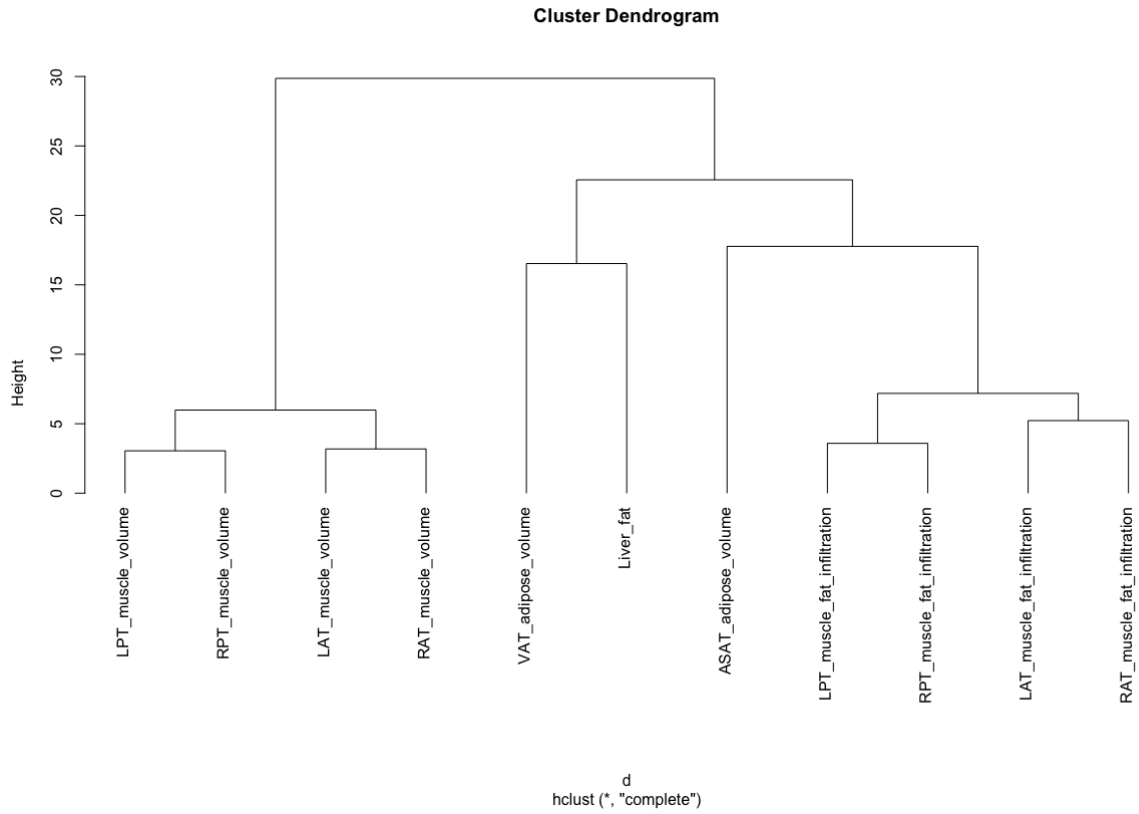 Cluster Dendrogram
Height
30
25
20
15
10
5
0
LPT_muscle_volume
RPT_muscle_volume
LAT_muscle_volume
RAT_muscle_volume
VAT_adipose_volume
Liver_fat
ASAT_adipose_volume
LPT_muscle_fat_infiltration
RPT_muscle_fat_infiltration
LAT_muscle_fat_infiltration
RAT_muscle_fat_infiltration
d
hclust (*, "complete")